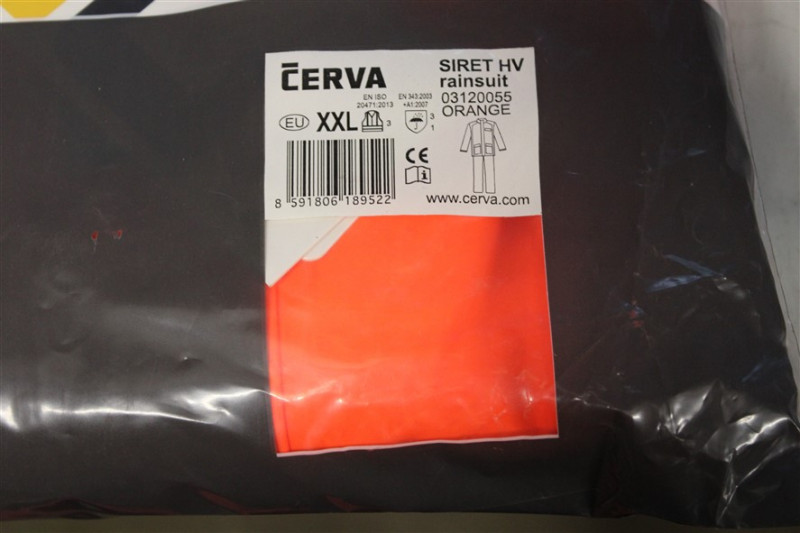 ČERVA
SIRET HV
rainsuit
03120055
ORANGE
EN ISO
20471:2013
EN 343:2003
+A1:2007
EU
XXL
3
3
1
CE
i
8 591806 189522
www.cerva.com